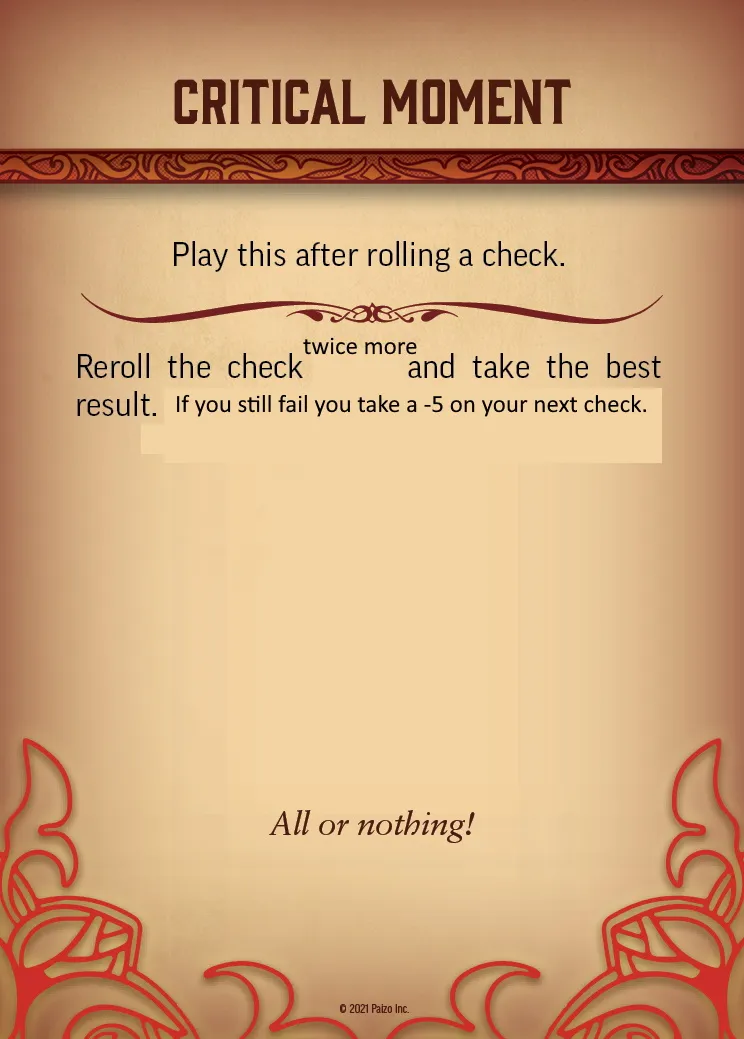 CRITICAL MOMENT
Play this after rolling a check.
Reroll the check twice more and take the best
result. If you still fail you take a -5 on your next check.
All or nothing!
© 2021 Paizo Inc.